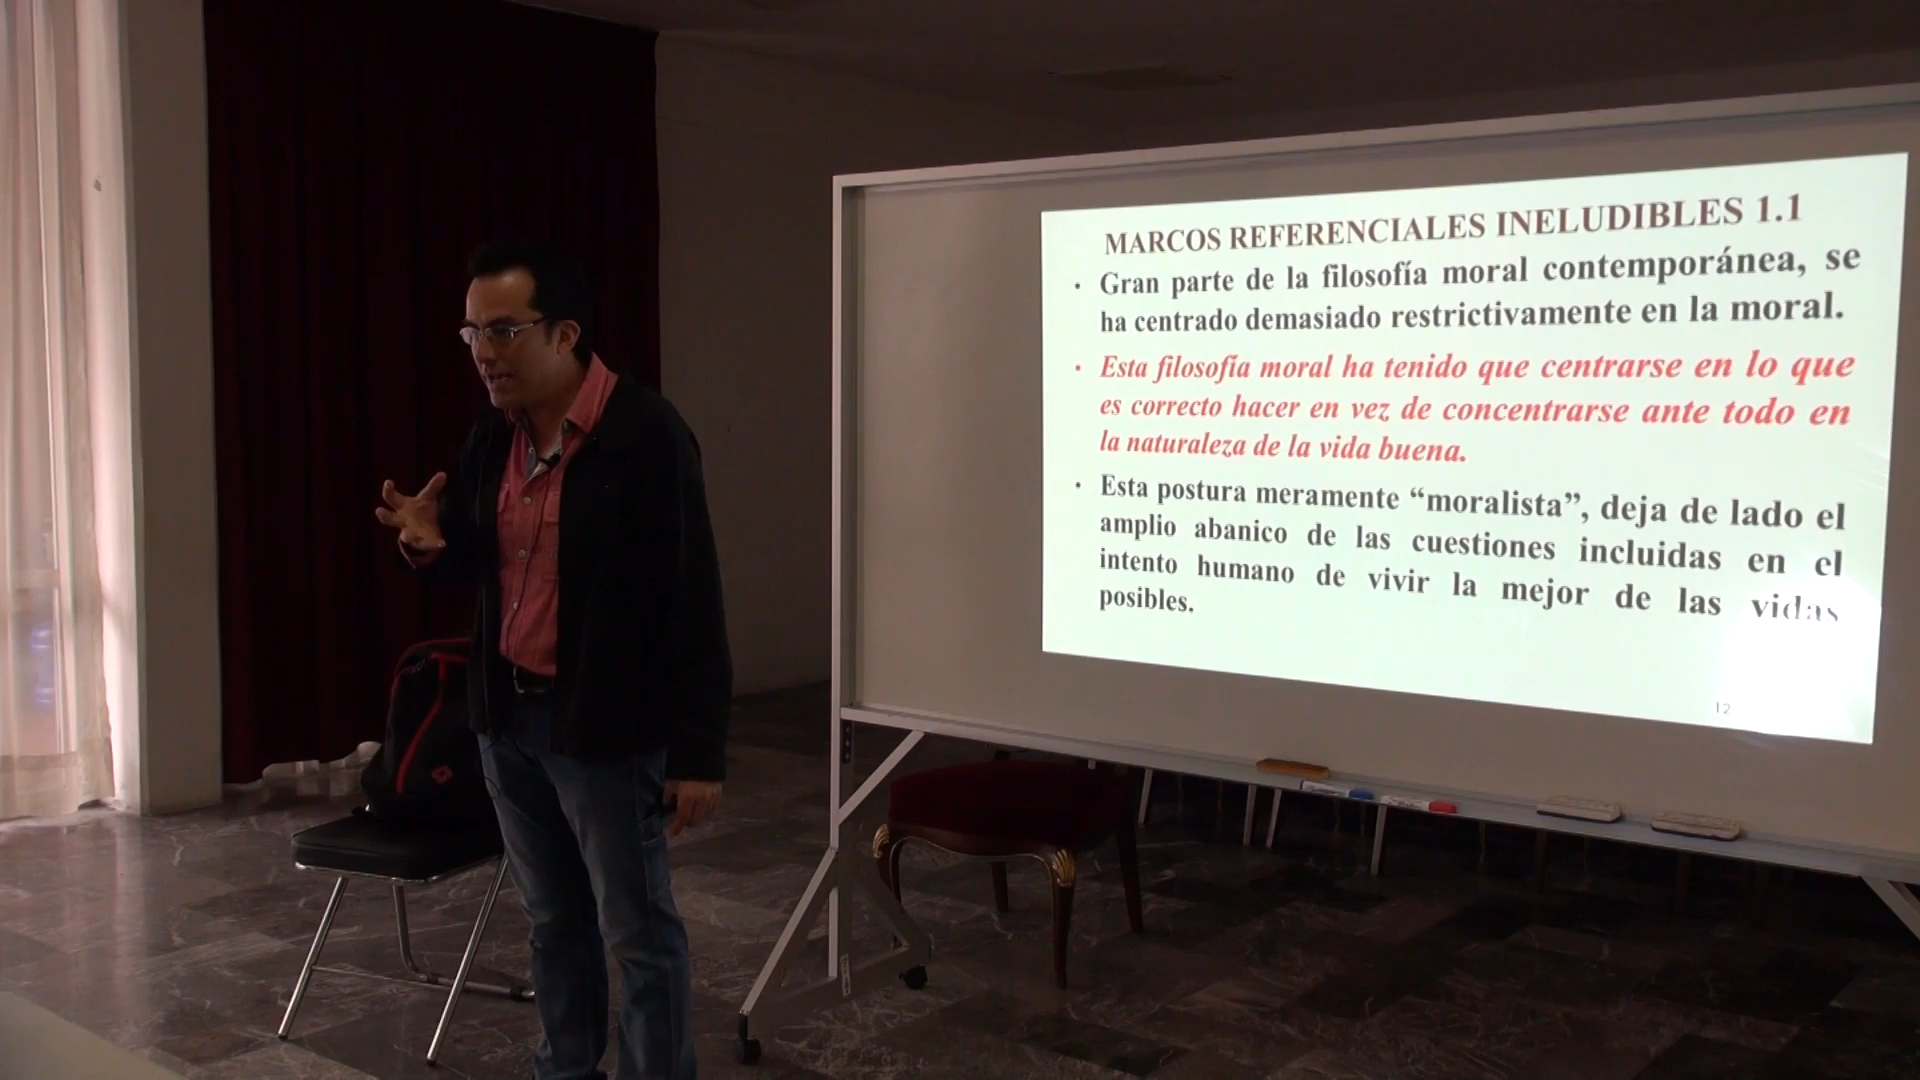 MARCOS REFERENCIALES INELUDIBLES 1.1
• Gran parte de la filosofía moral contemporánea, se
ha centrado demasiado restrictivamente en la moral.
• Esta filosofía moral ha tenido que centrarse en lo que
es correcto hacer en vez de concentrarse ante todo en
la naturaleza de la vida buena.
• Esta postura meramente “moralista”, deja de lado el
amplio abanico de las cuestiones incluidas en el
intento humano de vivir la mejor de las vidas
posibles.
12